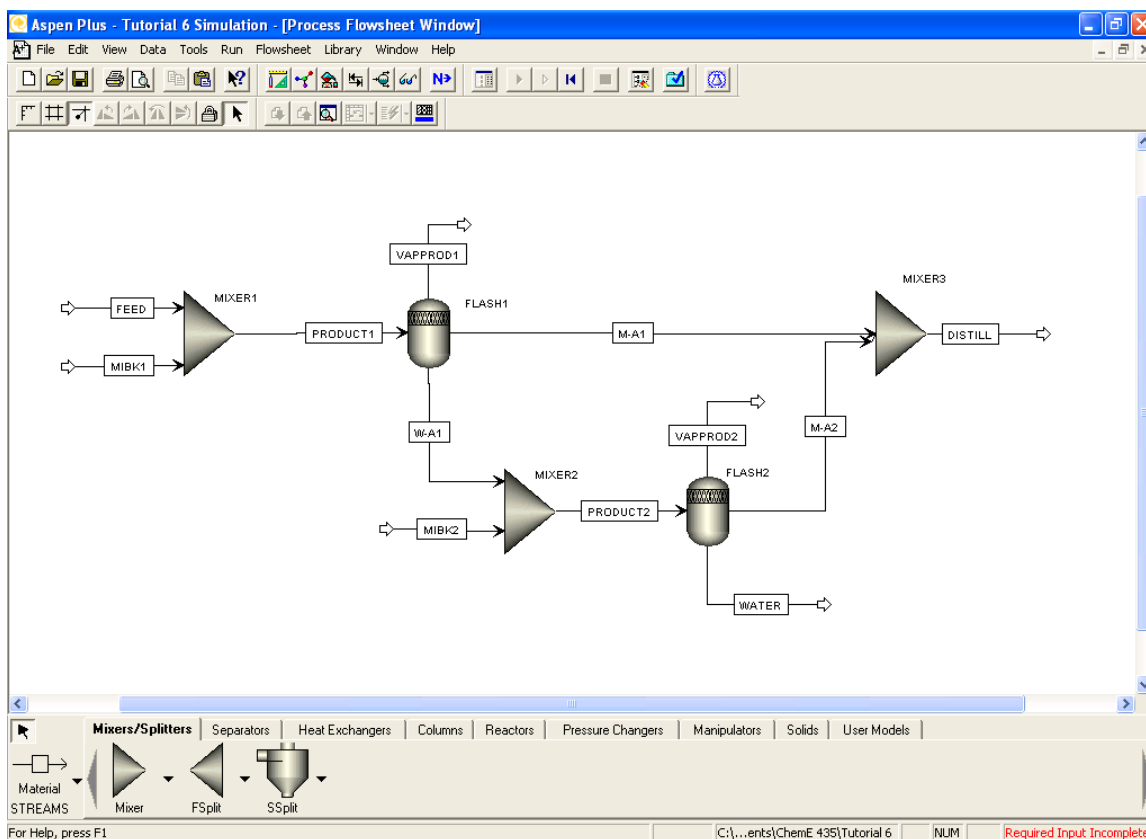 Aspen Plus - Tutorial 6 Simulation - [Process Flowsheet Window]
File Edit View Data Tools Run Flowsheet Library Window Help
N
VAPPROD1
MIXER1
FLASH1
MIXER3
FEED
PRODUCT1
M-A1
DISTILL
MIBK1
VAPPROD2
W-A1
M-A2
MIXER2
FLASH2
PRODUCT2
MIBK2
WATER
Mixers/Splitters Separators Heat Exchangers Columns Reactors Pressure Changers Manipulators Solids User Models
Material
STREAMS Mixer FSplit SSplit
For Help, press F1 C:\...ents\ChemE 435\Tutorial 6 NUM Required Input Incomplete